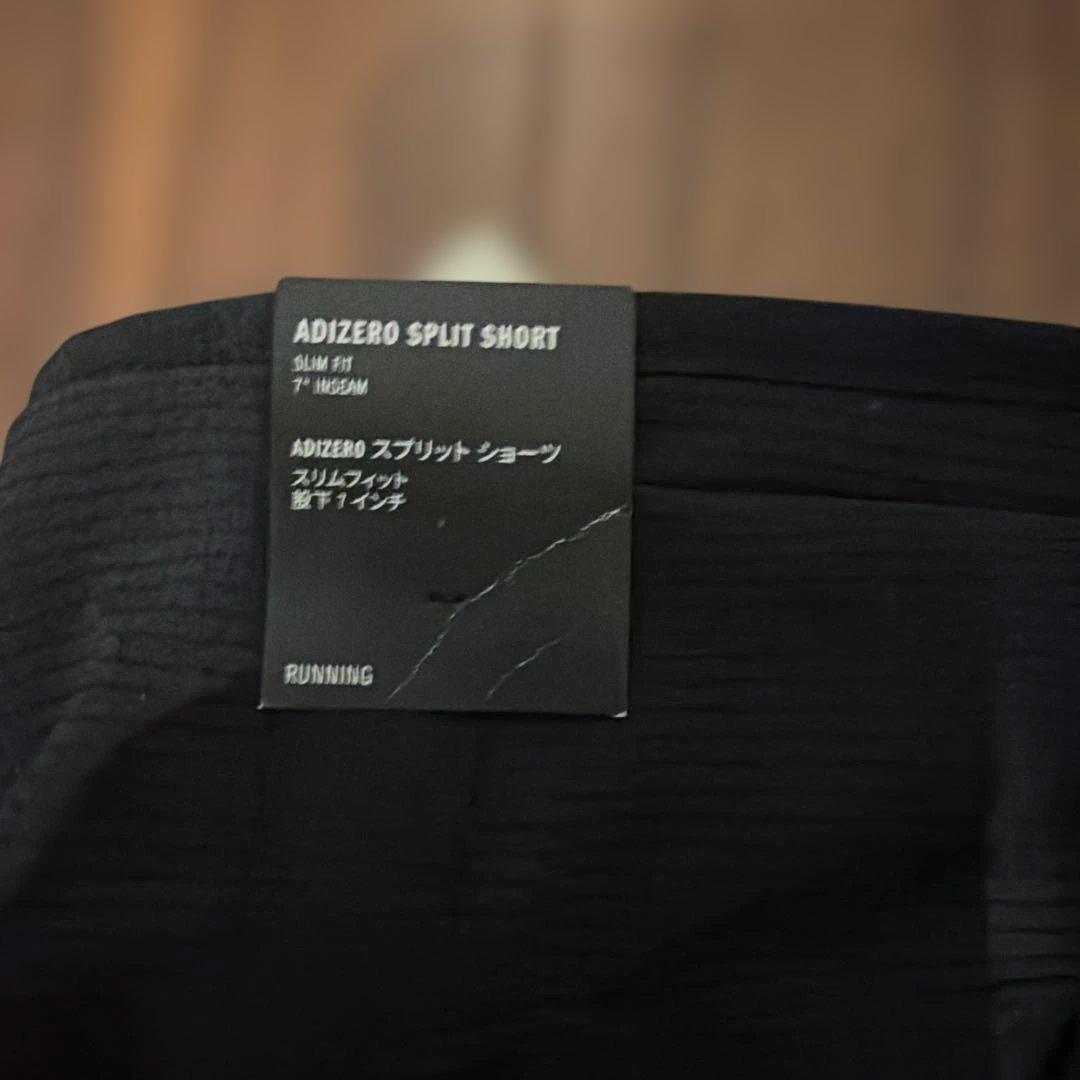 ADIZERO SPLIT SHORT
SLIM FIT
7" INSEAM
ADIZERO スプリット ショーツ
スリムフィット
股下 7 インチ
RUNNING